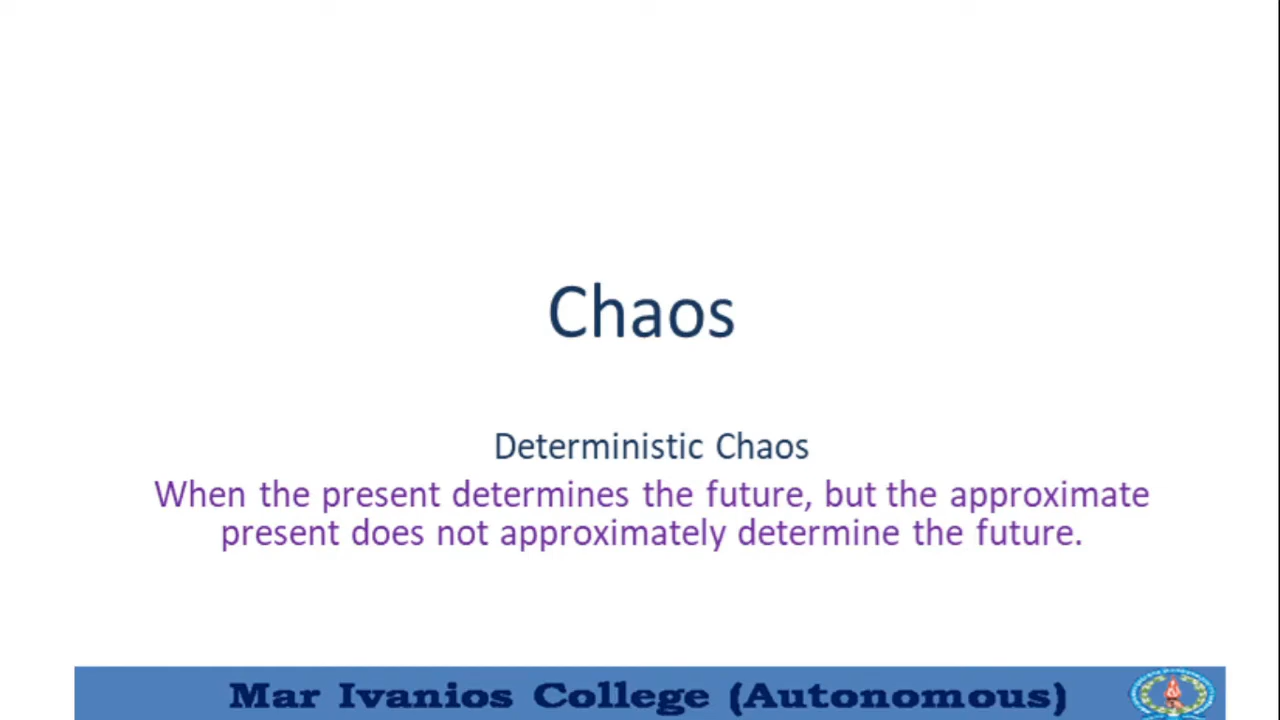 Chaos
Deterministic Chaos
When the present determines the future, but the approximate
present does not approximately determine the future.
Mar Ivanios College (Autonomous)